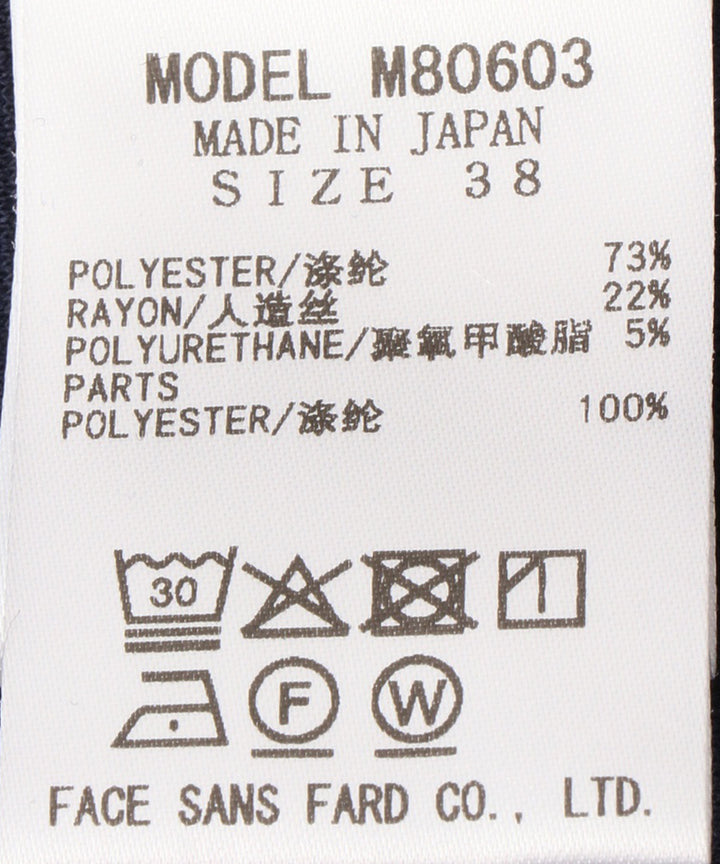 MODEL M80603
MADE IN JAPAN
SIZE 38
POLYESTER/涤纶 73%
RAYON/人造丝 22%
POLYURETHANE/聚氨甲酸脂 5%
PARTS
POLYESTER/涤纶 100%
30
F W
FACE SANS FARD CO., LTD.